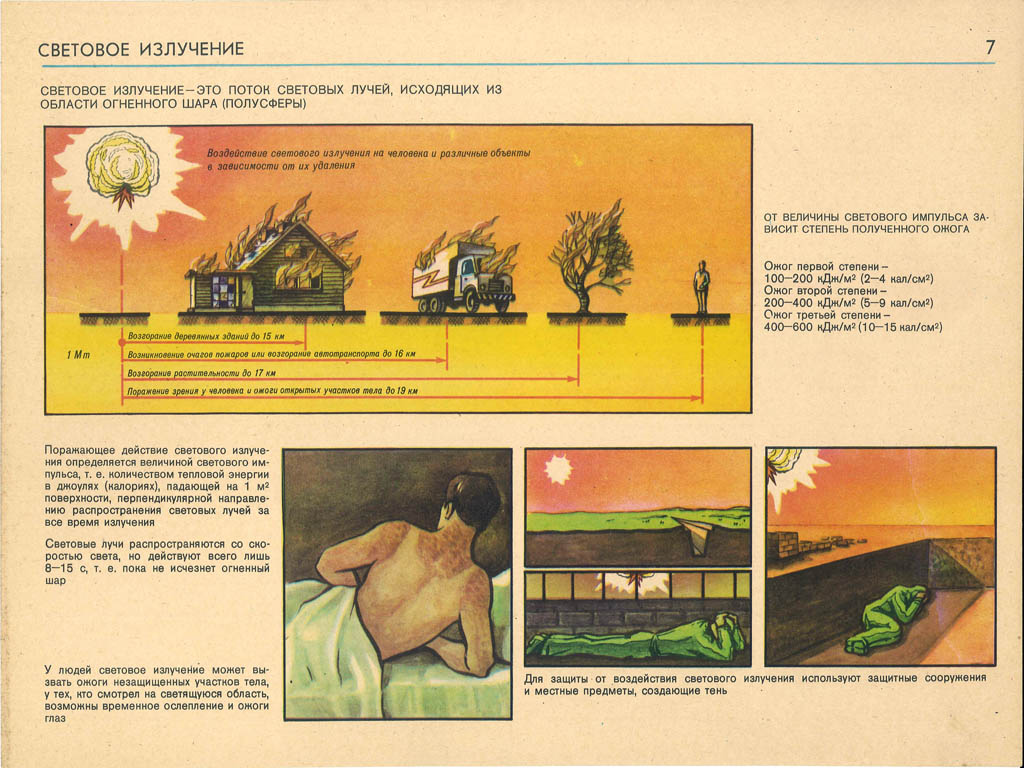 СВЕТОВОЕ ИЗЛУЧЕНИЕ
7
СВЕТОВОЕ ИЗЛУЧЕНИЕ—ЭТО ПОТОК СВЕТОВЫХ ЛУЧЕЙ, ИСХОДЯЩИХ ИЗ
ОБЛАСТИ ОГНЕННОГО ШАРА (ПОЛУСФЕРЫ)
Воздействие светового излучения на человека и различные объекты
в зависимости от их удаления
1 Мт
Возгорание деревянных зданий до 15 км
Возникновение очагов пожаров или возгорание автотранспорта до 16 км
Возгорание растительности до 17 км
Поражение зрения у человека и ожоги открытых участков тела до 19 км
ОТ ВЕЛИЧИНЫ СВЕТОВОГО ИМПУЛЬСА ЗА-
ВИСИТ СТЕПЕНЬ ПОЛУЧЕННОГО ОЖОГА
Ожог первой степени –
100—200 кДж/м² (2—4 кал/см²)
Ожог второй степени –
200—400 кДж/м² (5—9 кал/см²)
Ожог третьей степени –
400—600 кДж/м² (10—15 кал/см²)
Поражающее действие светового излуче-
ния определяется величиной светового им-
пульса, т. е. количеством тепловой энергии
в джоулях (калориях), падающей на 1 м²
поверхности, перпендикулярной направле-
нию распространения световых лучей за
все время излучения
Световые лучи распространяются со ско-
ростью света, но действуют всего лишь
8—15 с, т. е. пока не исчезнет огненный
шар
У людей световое излучение может вы-
звать ожоги незащищенных участков тела,
у тех, кто смотрел на светящуюся область,
возможны временное ослепление и ожоги
глаз
Для защиты от воздействия светового излучения используют защитные сооружения
и местные предметы, создающие тень